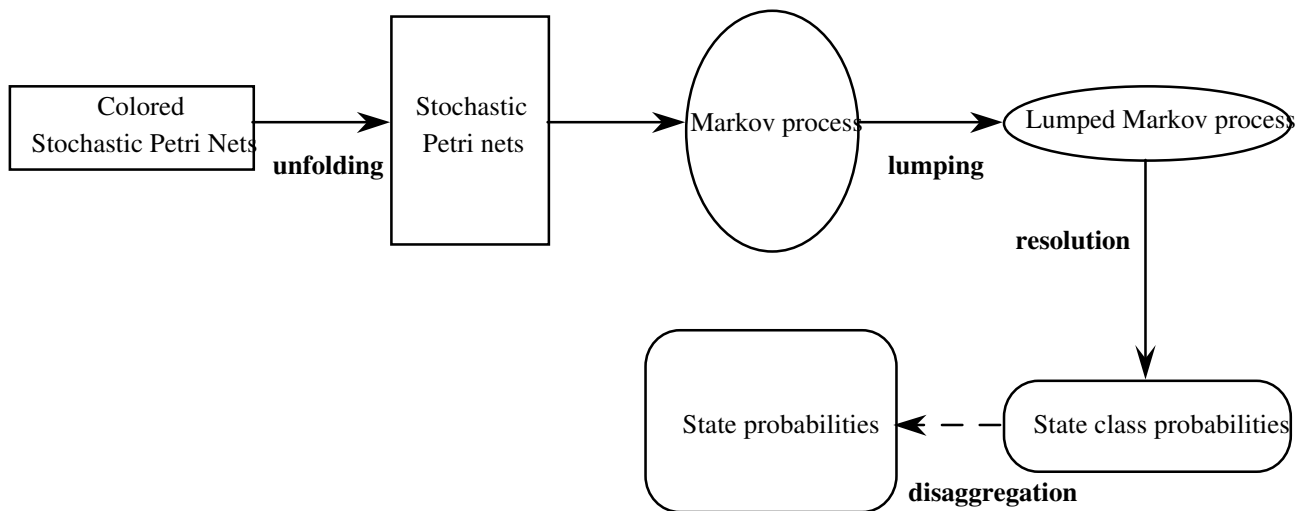 Colored
Stochastic Petri Nets
unfolding
Stochastic
Petri nets
Markov process
lumping
Lumped Markov process
resolution
State class probabilities
disaggregation
State probabilities